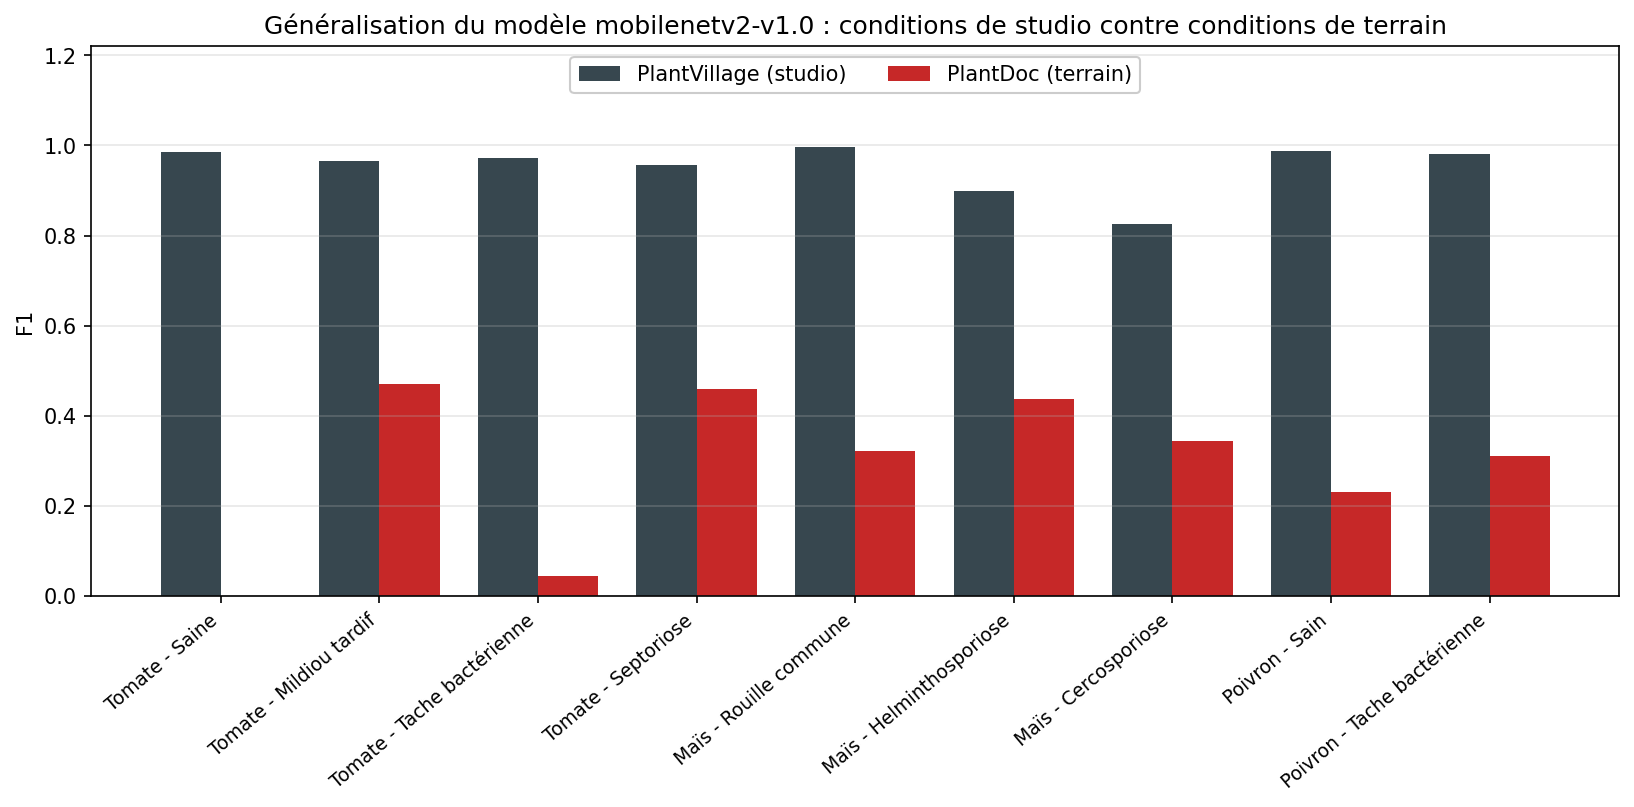 Généralisation du modèle mobilenetv2-v1.0 : conditions de studio contre conditions de terrain
PlantVillage (studio)
PlantDoc (terrain)
F1
1.2
1.0
0.8
0.6
0.4
0.2
0.0
Tomate - Saine
Tomate - Mildiou tardif
Tomate - Tache bactérienne
Tomate - Septoriose
Maïs - Rouille commune
Maïs - Helminthosporiose
Maïs - Cercosporiose
Poivron - Sain
Poivron - Tache bactérienne